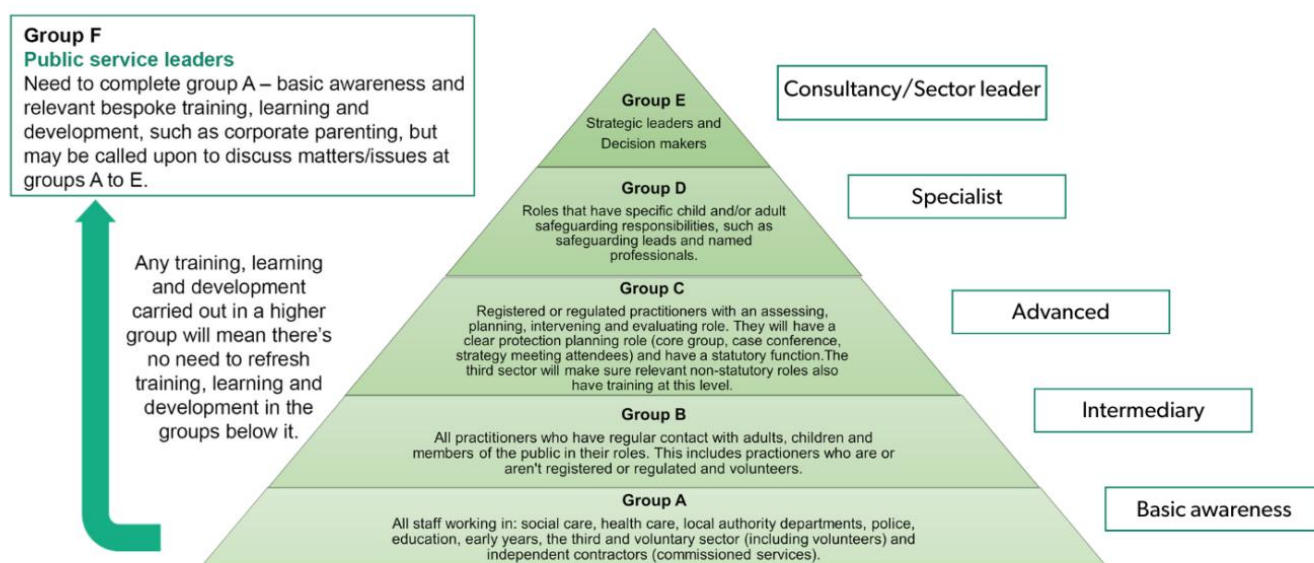 Group F
Public service leaders
Need to complete group A – basic awareness and
relevant bespoke training, learning and
development, such as corporate parenting, but
may be called upon to discuss matters/issues at
groups A to E.
Any training, learning
and development
carried out in a higher
group will mean there's
no need to refresh
training, learning and
development in the
groups below it.
Group E
Strategic leaders and
Decision makers
Group D
Roles that have specific child and/or adult
safeguarding responsibilities, such as
safeguarding leads and named
professionals.
Group C
Registered or regulated practitioners with an assessing,
planning, intervening and evaluating role. They will have a
clear protection planning role (core group, case conference,
strategy meeting attendees) and have a statutory function.The
third sector will make sure relevant non-statutory roles also
have training at this level.
Group B
All practitioners who have regular contact with adults, children and
members of the public in their roles. This includes practioners who are or
aren't registered or regulated and volunteers.
Group A
All staff working in: social care, health care, local authority departments, police,
education, early years, the third and voluntary sector (including volunteers) and
independent contractors (commissioned services).
Consultancy/Sector leader
Specialist
Advanced
Intermediary
Basic awareness